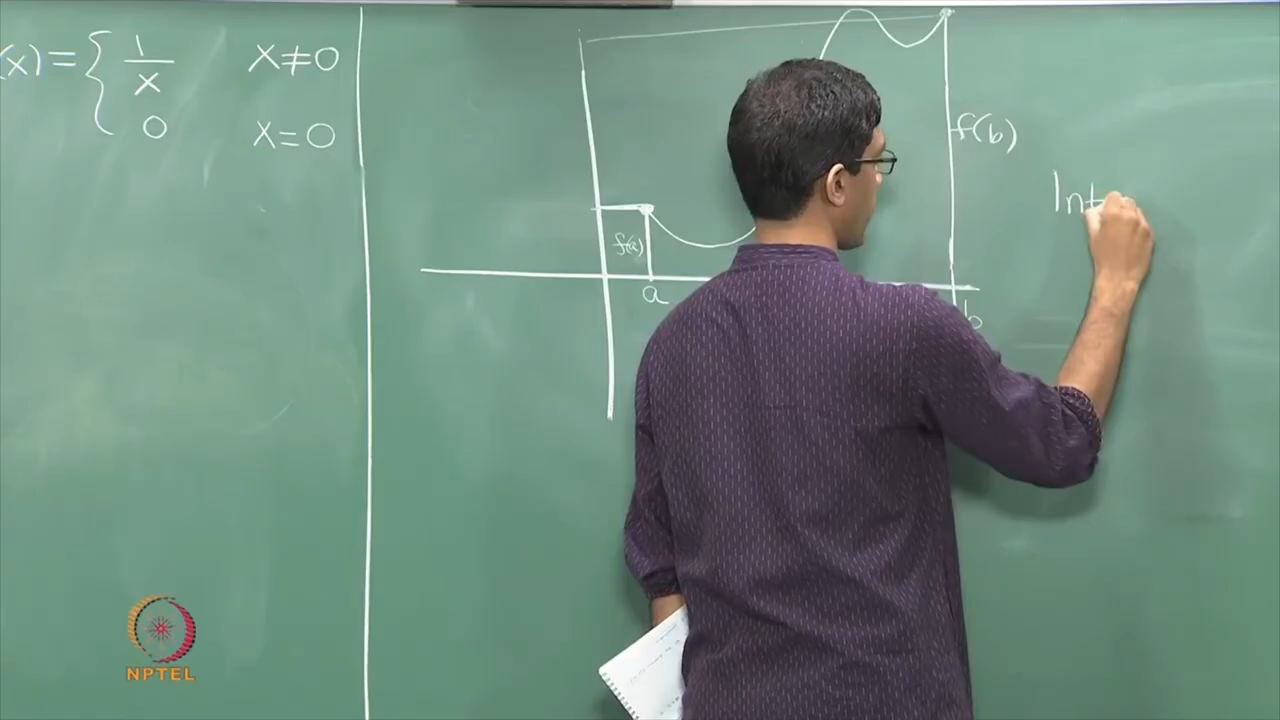 (x) = { 1/x x≠0
0 x=0
f(b)
Int
f(a)
a
b
NPTEL